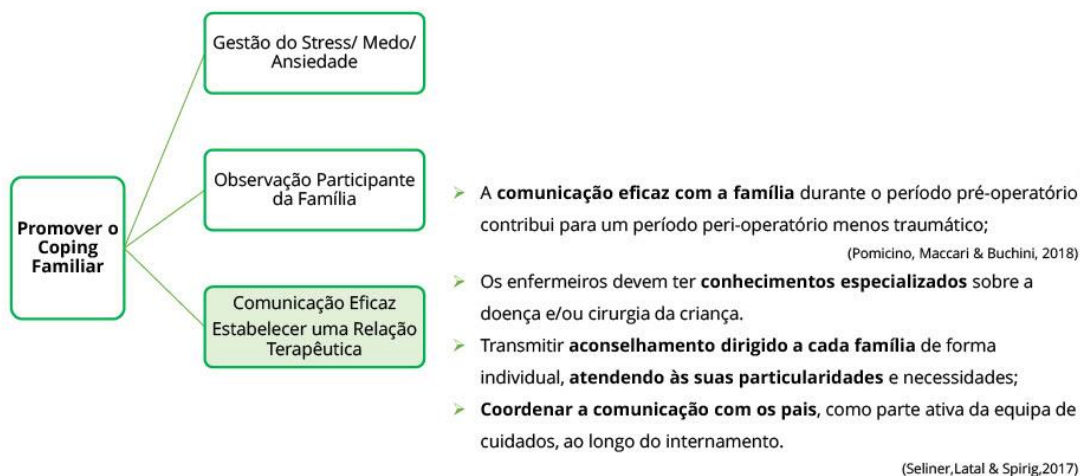 Gestão do Stress/ Medo/
Ansiedade
Observação Participante
da Família
Promover o
Coping
Familiar
Comunicação Eficaz
Estabelecer uma Relação
Terapêutica
➢ A comunicação eficaz com a família durante o período pré-operatório
contribui para um período peri-operatório menos traumático;
(Pomicino, Maccari & Buchini, 2018)
➢ Os enfermeiros devem ter conhecimentos especializados sobre a
doença e/ou cirurgia da criança.
➢ Transmitir aconselhamento dirigido a cada família de forma
individual, atendendo às suas particularidades e necessidades;
➢ Coordenar a comunicação com os pais, como parte ativa da equipa de
cuidados, ao longo do internamento.
(Seliner,Latal & Spirig,2017)